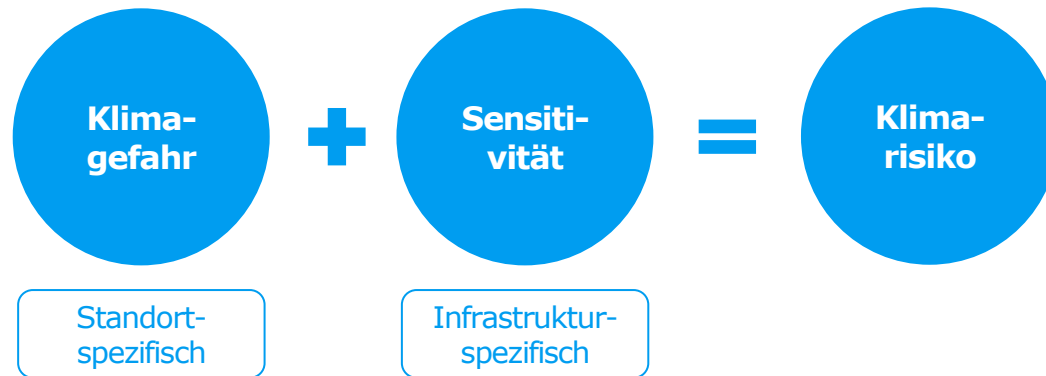 Klima-
gefahr
+
Sensiti-
vität
=
Klima-
risiko
Standort-
spezifisch
Infrastruktur-
spezifisch